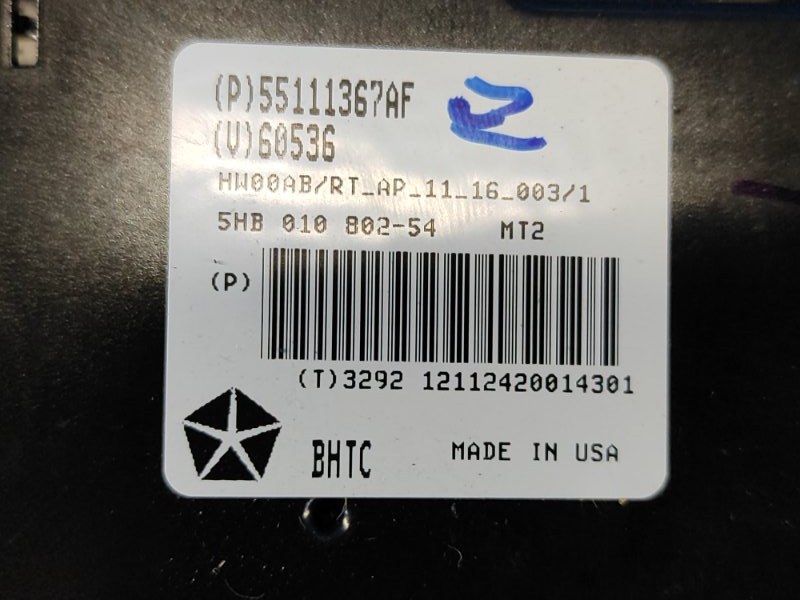 (P)55111367AF
(V)60536
HW00AB/RT_AP_11_16_003/1
5HB 010 802-54 MT2
(P)
(T)3292 12112420014301
BHTC MADE IN USA